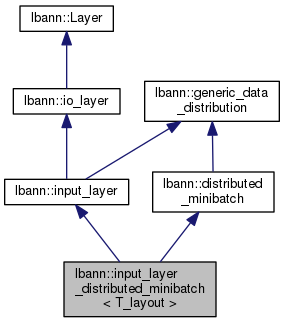 lbann::Layer
lbann::io_layer
lbann::generic_data
_distribution
lbann::input_layer
lbann::distributed
_minibatch
lbann::input_layer
_distributed_minibatch
< T_layout >